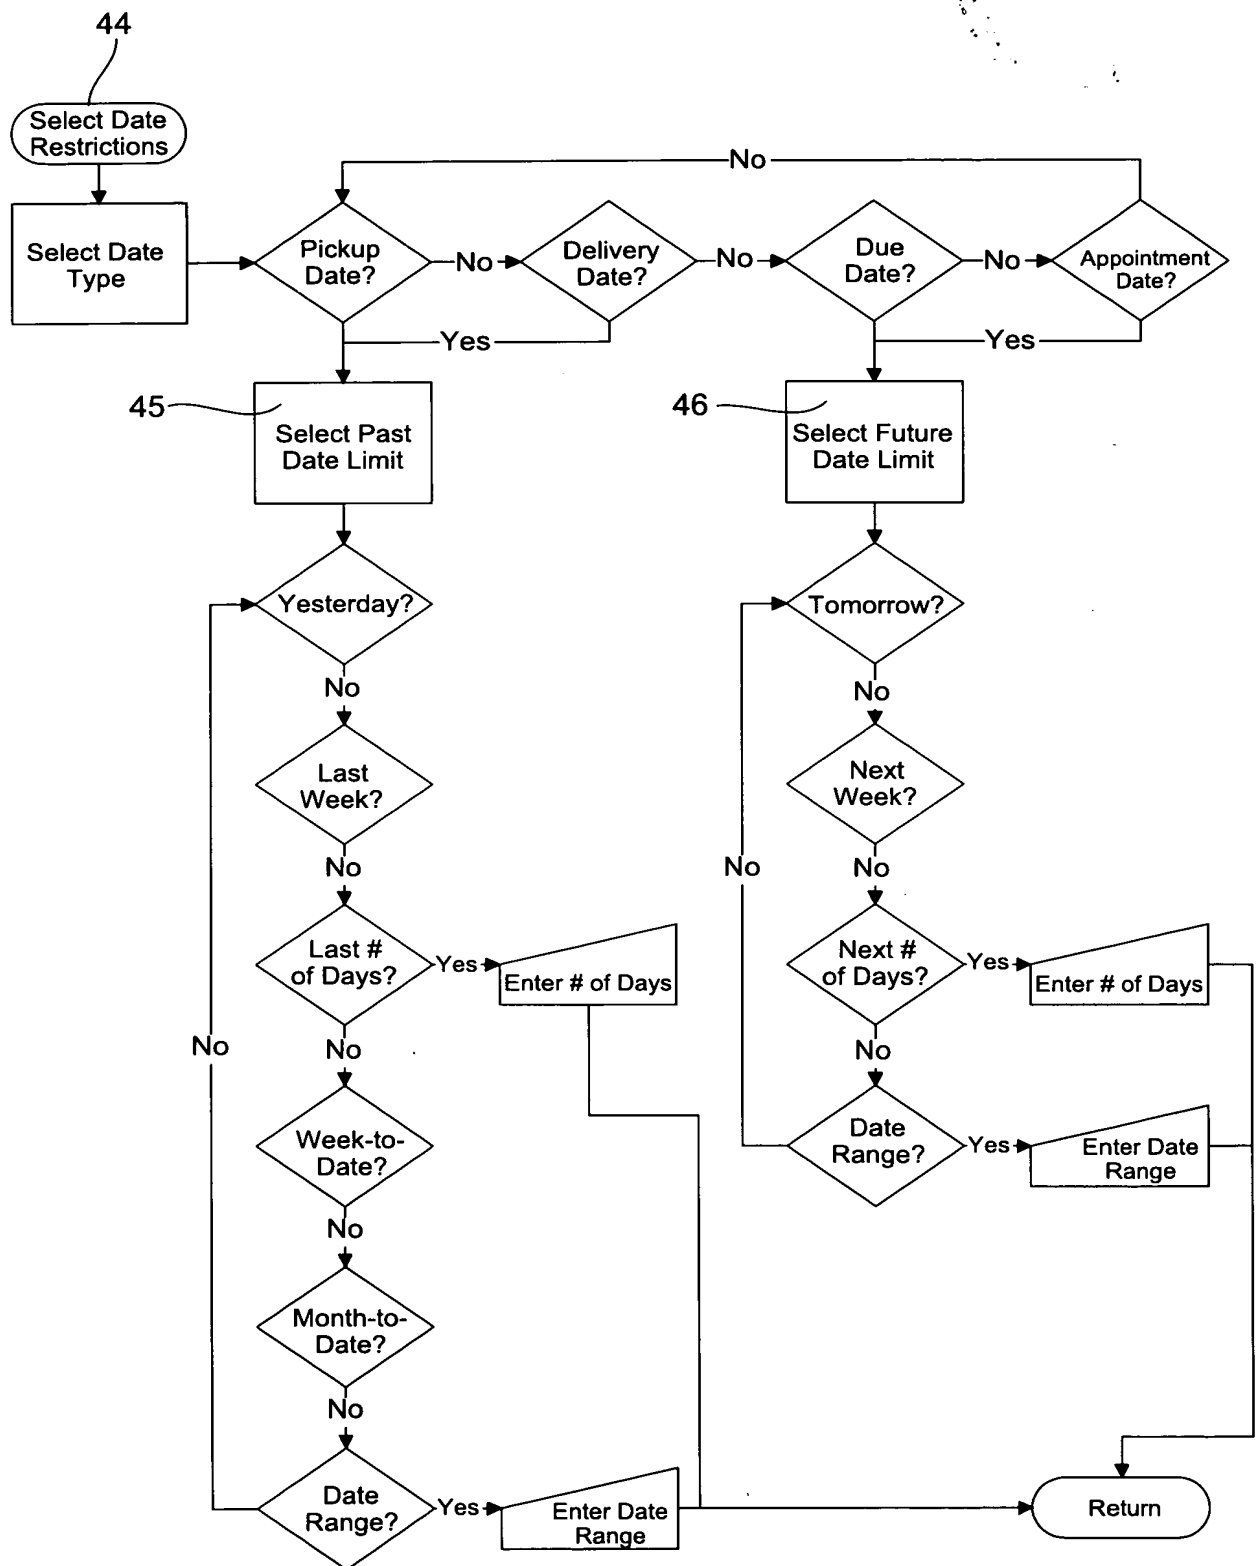 44
Select Date
Restrictions
No
Select Date
Type
Pickup
Date?
No
Delivery
Date?
No
Due
Date?
No
Appointment
Date?
Yes
Yes
45
Select Past
Date Limit
46
Select Future
Date Limit
Yesterday?
Tomorrow?
No
No
Last
Week?
Next
Week?
No
No
No
Last #
of Days?
Yes
Enter # of Days
Next #
of Days?
Yes
Enter # of Days
No
No
No
Week-to-
Date?
Date
Range?
Yes
Enter Date
Range
No
Month-to-
Date?
No
Date
Range?
Yes
Enter Date
Range
Return